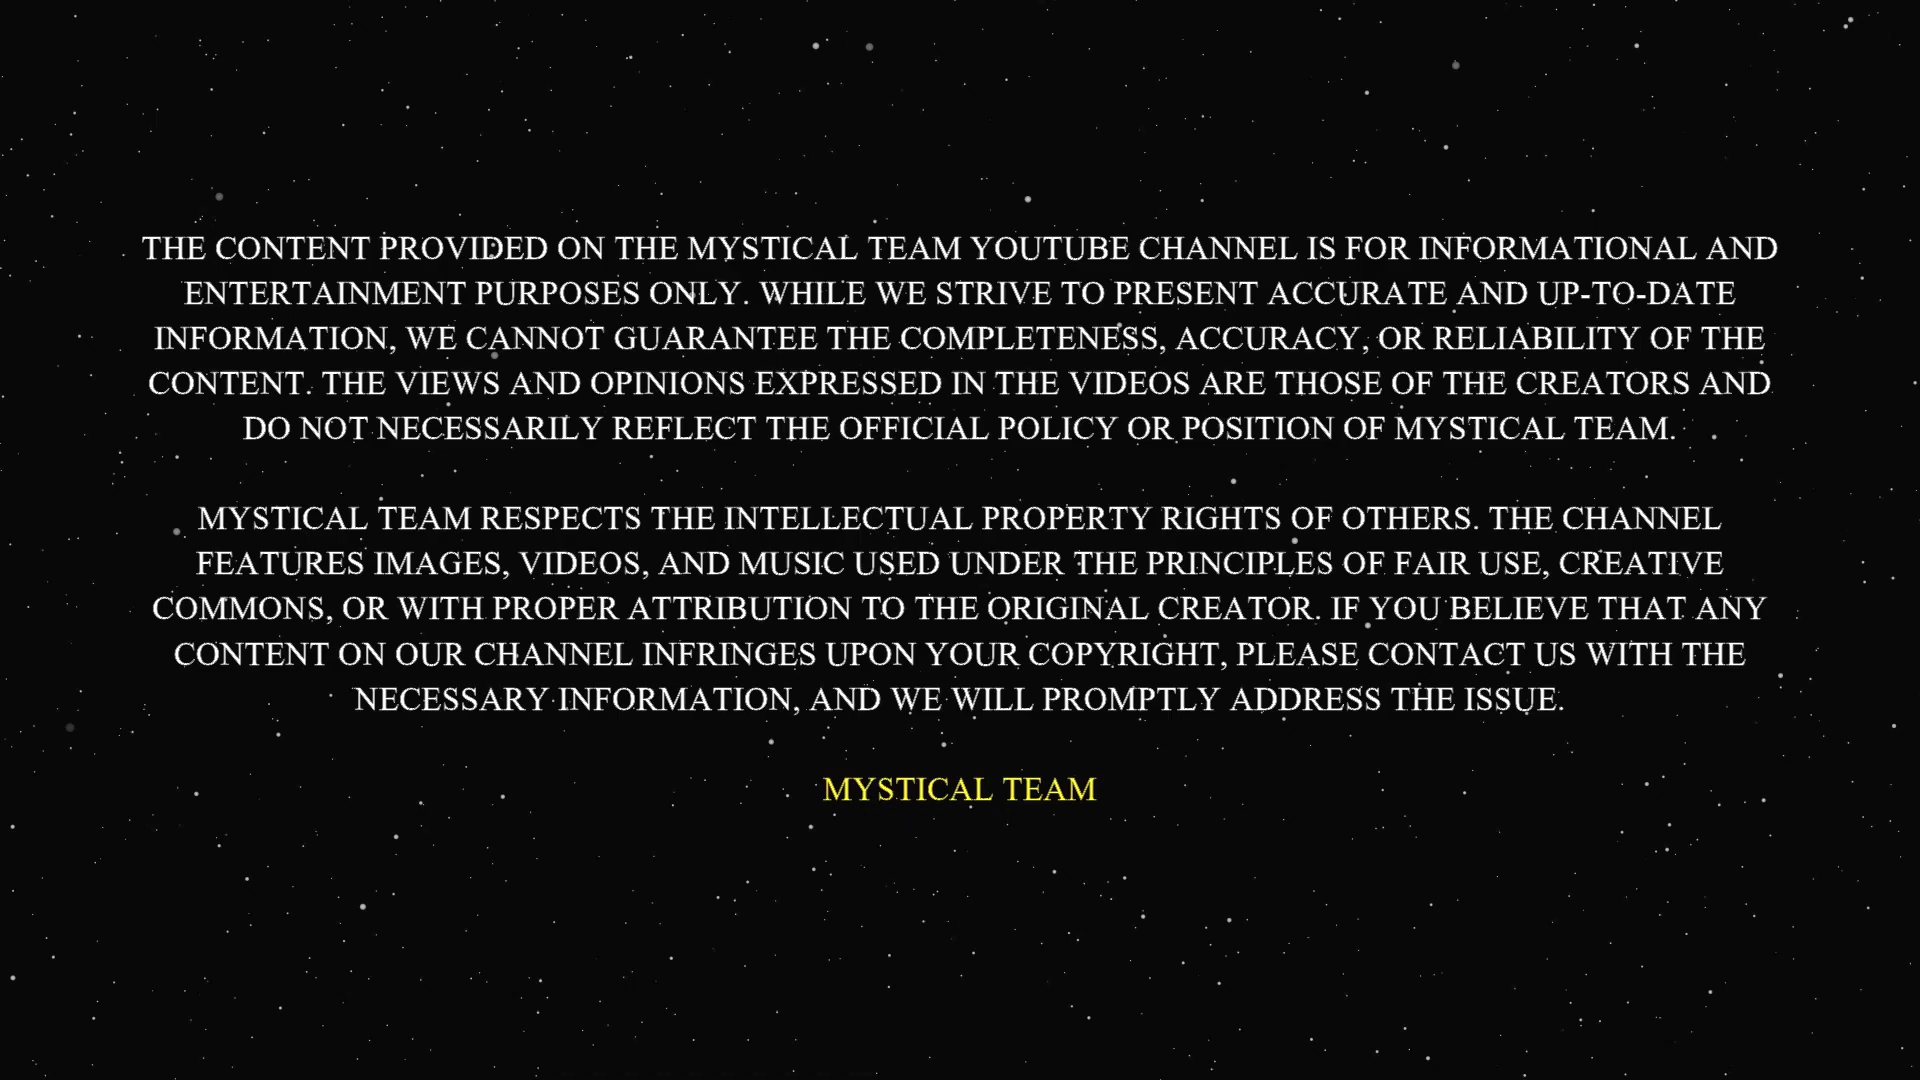 THE CONTENT PROVIDED ON THE MYSTICAL TEAM YOUTUBE CHANNEL IS FOR INFORMATIONAL AND
ENTERTAINMENT PURPOSES ONLY. WHILE WE STRIVE TO PRESENT ACCURATE AND UP-TO-DATE
INFORMATION, WE CANNOT GUARANTEE THE COMPLETENESS, ACCURACY, OR RELIABILITY OF THE
CONTENT. THE VIEWS AND OPINIONS EXPRESSED IN THE VIDEOS ARE THOSE OF THE CREATORS AND
DO NOT NECESSARILY REFLECT THE OFFICIAL POLICY OR POSITION OF MYSTICAL TEAM.
MYSTICAL TEAM RESPECTS THE INTELLECTUAL PROPERTY RIGHTS OF OTHERS. THE CHANNEL
FEATURES IMAGES, VIDEOS, AND MUSIC USED UNDER THE PRINCIPLES OF FAIR USE, CREATIVE
COMMONS, OR WITH PROPER ATTRIBUTION TO THE ORIGINAL CREATOR. IF YOU BELIEVE THAT ANY
CONTENT ON OUR CHANNEL INFRINGES UPON YOUR COPYRIGHT, PLEASE CONTACT US WITH THE
NECESSARY INFORMATION, AND WE WILL PROMPTLY ADDRESS THE ISSUE.
MYSTICAL TEAM